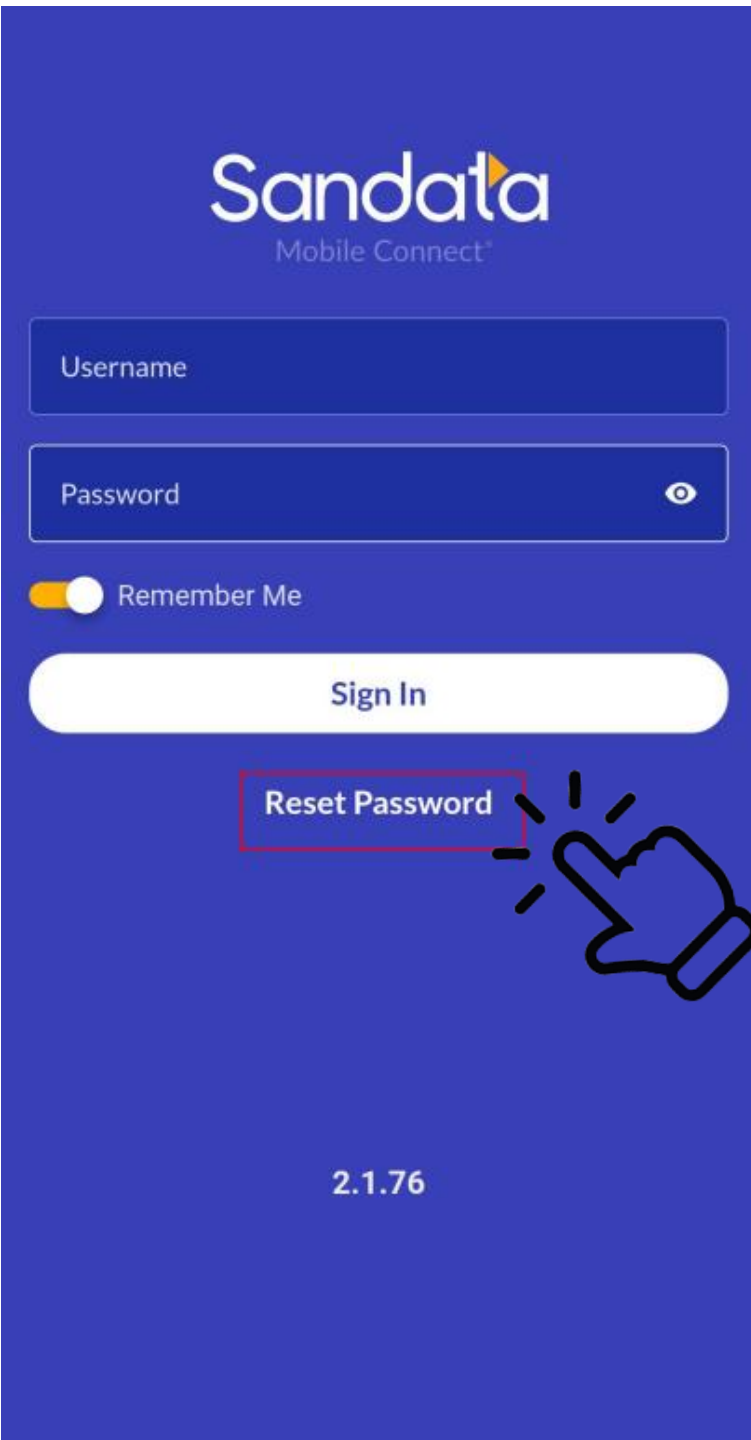 Sandata
Mobile Connect®
Username
Password
Remember Me
Sign In
Reset Password
2.1.76